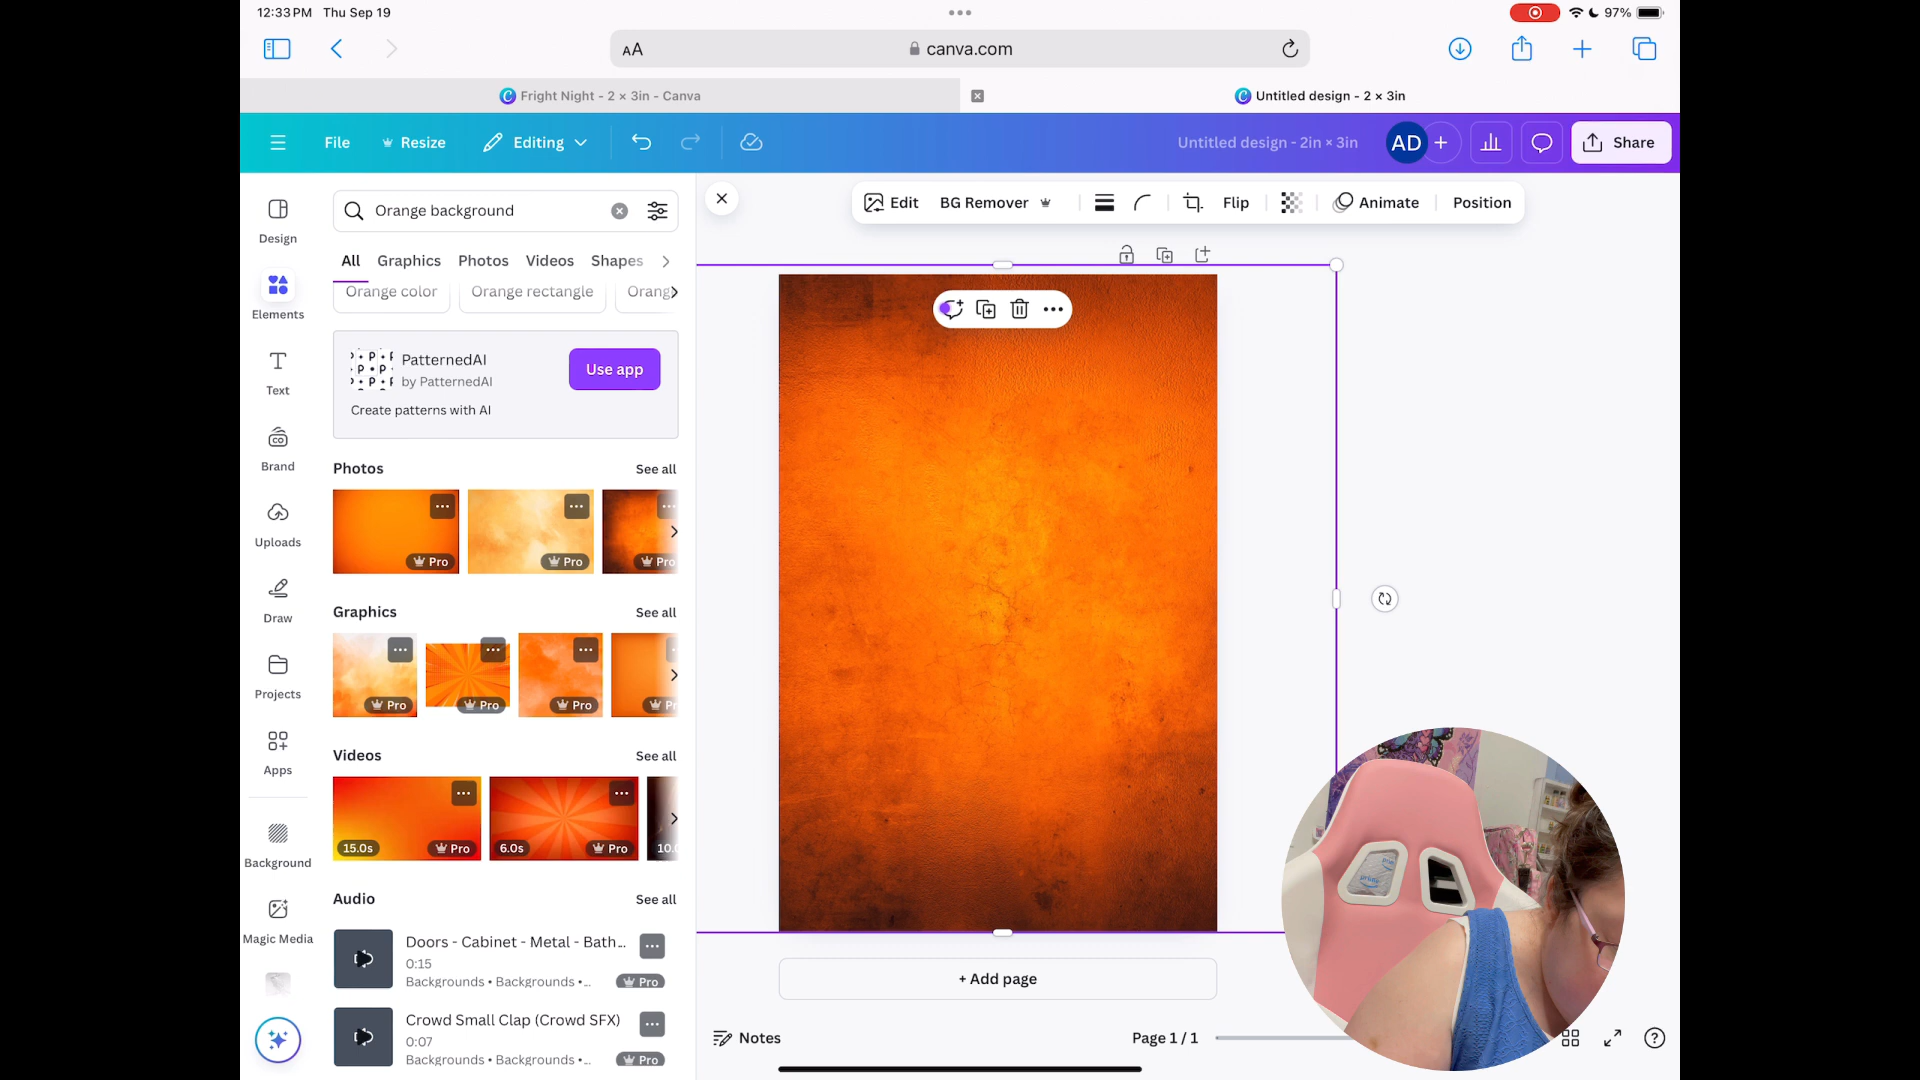 12:33 PM Thu Sep 19
97%
AA
canva.com
Fright Night - 2 × 3in - Canva
Untitled design - 2 × 3in
File
Resize
Editing
Untitled design - 2in × 3in
AD
Share
Orange background
Edit
BG Remover
Flip
Animate
Position
Design
Elements
Text
Brand
Uploads
Draw
Projects
Apps
Background
Magic Media
All
Graphics
Photos
Videos
Shapes
Orange color
Orange rectangle
Orang
PatternedAI
by PatternedAI
Create patterns with AI
Use app
Photos
See all
Pro
Pro
Pro
Graphics
See all
Pro
Pro
Pro
Pr
Videos
See all
15.0s
Pro
6.0s
Pro
10.0
Audio
See all
Doors - Cabinet - Metal - Bath...
0:15
Backgrounds • Backgrounds •...
Pro
Crowd Small Clap (Crowd SFX)
0:07
Backgrounds • Backgrounds •...
Pro
+ Add page
Notes
Page 1 / 1